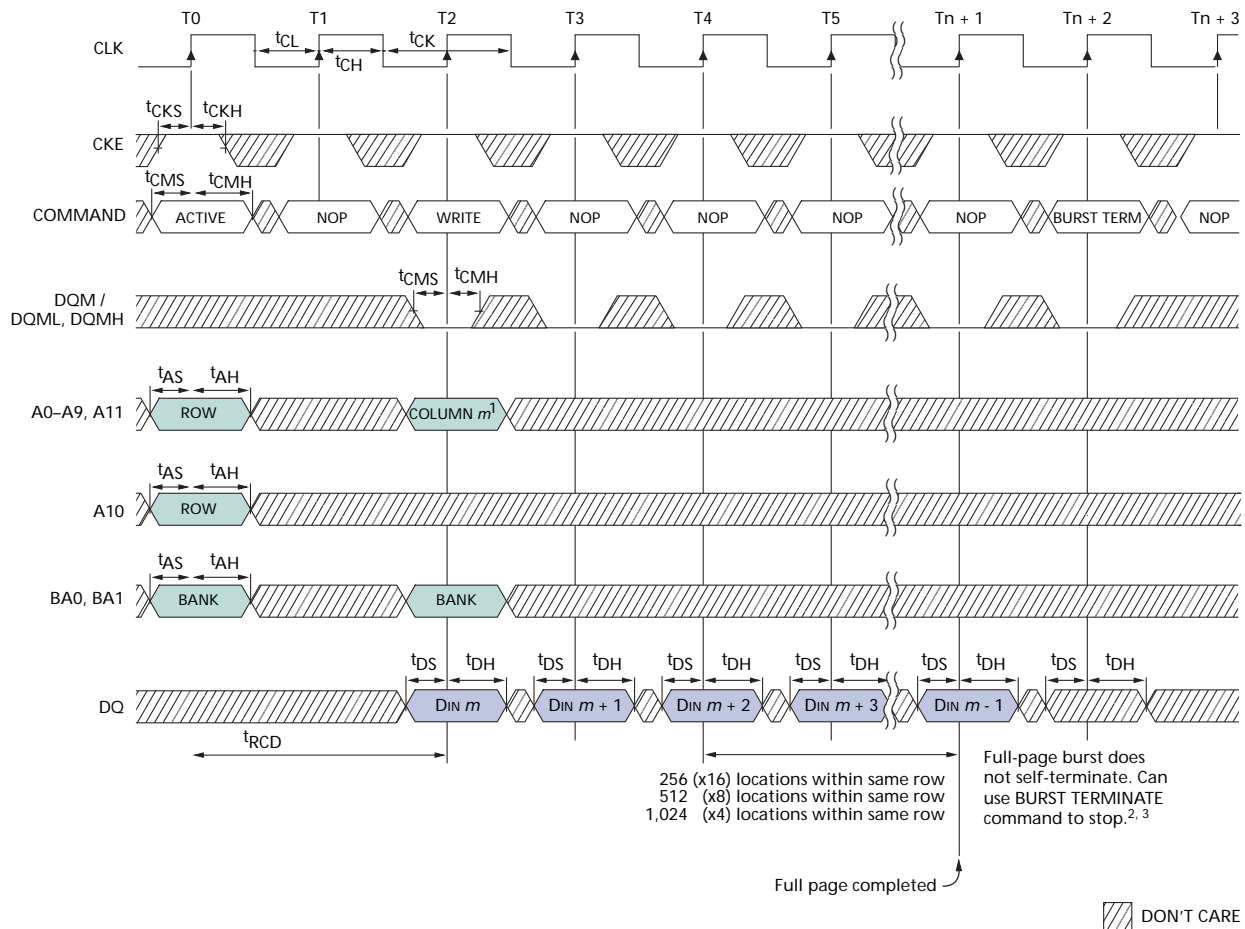 T0 T1 T2 T3 T4 T5 Tn + 1 Tn + 2 Tn + 3
CLK
tCL tCK
tCH
tCKS tCKH
CKE
tCMS tCMH
COMMAND ACTIVE NOP WRITE NOP NOP NOP NOP BURST TERM NOP
tCMS tCMH
DQM /
DQML, DQMH
tAS tAH
A0–A9, A11 ROW COLUMN m1
tAS tAH
A10 ROW
tAS tAH
BA0, BA1 BANK BANK
tDS tDH tDS tDH tDS tDH tDS tDH tDS tDH tDS tDH
DQ DIN m DIN m + 1 DIN m + 2 DIN m + 3 DIN m - 1
tRCD
256 (x16) locations within same row
512 (x8) locations within same row
1,024 (x4) locations within same row
Full-page burst does
not self-terminate. Can
use BURST TERMINATE
command to stop.2, 3
Full page completed
DON'T CARE